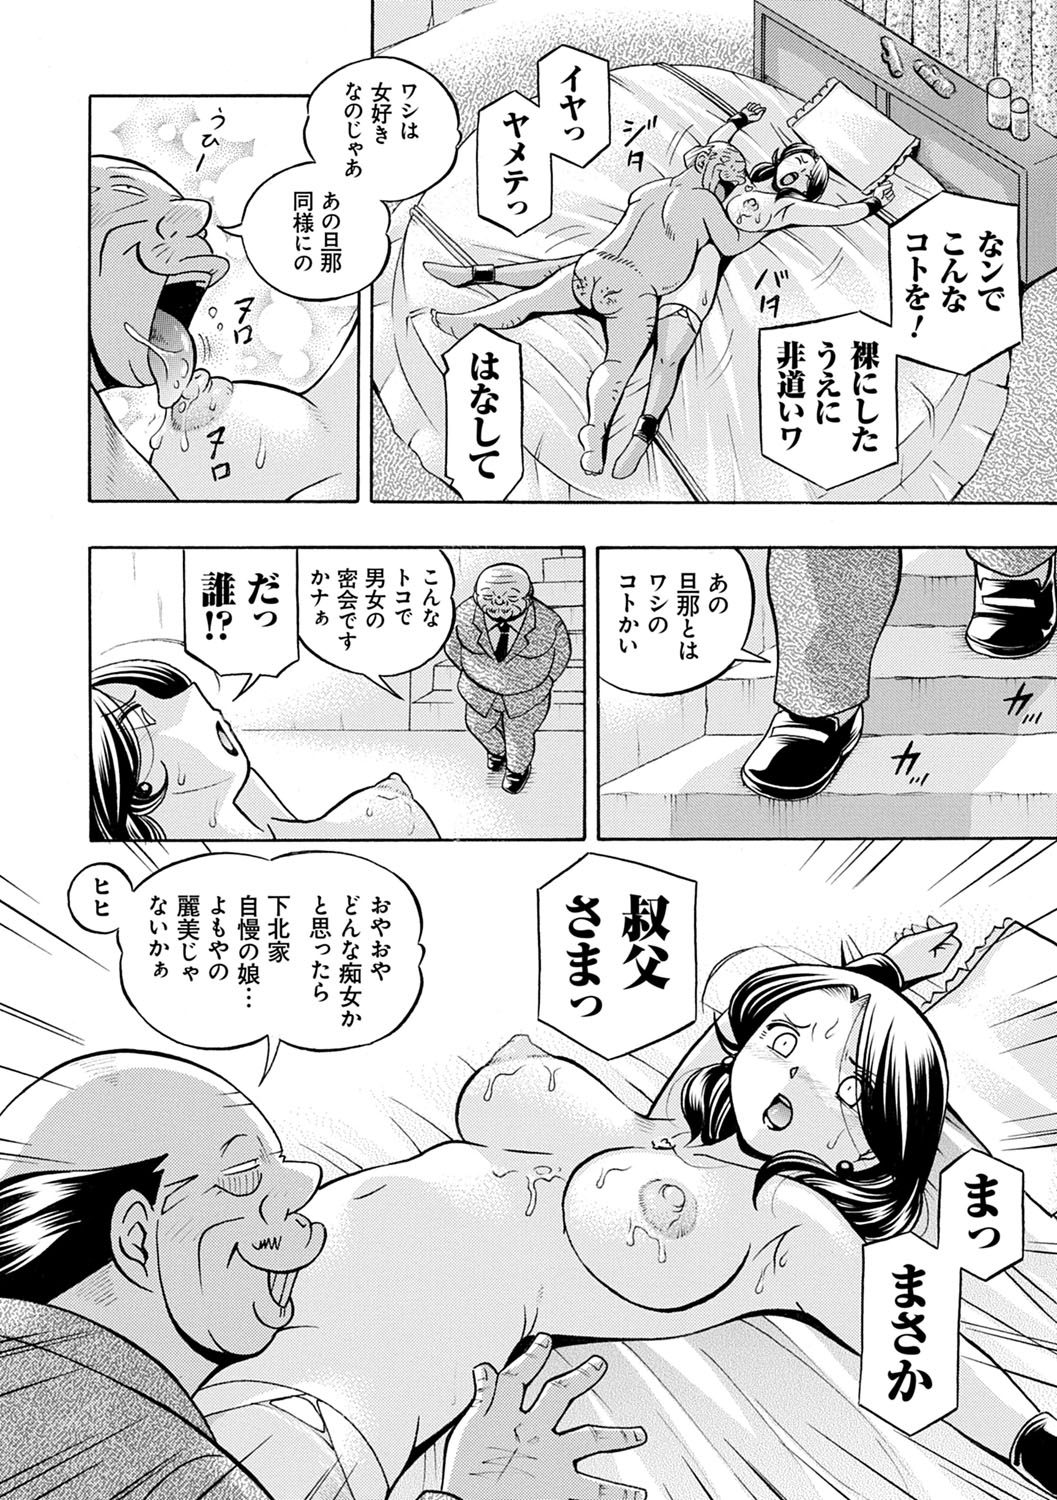 イヤっ
ヤメテっ
なンで
こんな
コトを！
裸にした
うえに
非道いワ
はなして
ジタ
バタ
ワシは
女好き
なのじゃあ
あの旦那
同様にの
うひー
ヌロ
ヌロ
あの
旦那とは
ワシの
コトかい
カッ
カッ
こんな
トコで
男女の
密会です
かナぁ
だっ
誰!?
叔父
さまっ
まっ
まさか
おやおや
どんな痴女か
と思ったら
下北家
自慢の娘…
よもやの
麗美じゃ
ないかぁ
ヒヒ